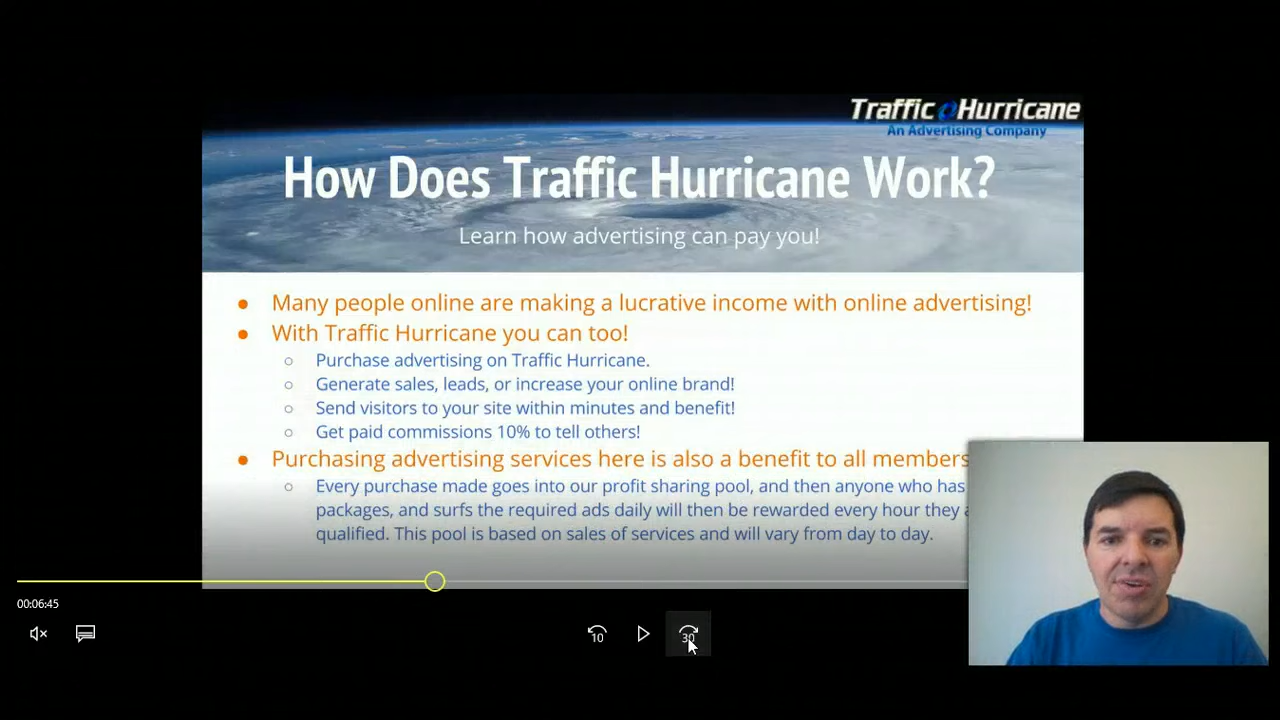 Traffic Hurricane
An Advertising Company
How Does Traffic Hurricane Work?
Learn how advertising can pay you!
● Many people online are making a lucrative income with online advertising!
● With Traffic Hurricane you can too!
○ Purchase advertising on Traffic Hurricane.
○ Generate sales, leads, or increase your online brand!
○ Send visitors to your site within minutes and benefit!
○ Get paid commissions 10% to tell others!
● Purchasing advertising services here is also a benefit to all members
○ Every purchase made goes into our profit sharing pool, and then anyone who has
packages, and surfs the required ads daily will then be rewarded every hour they
qualified. This pool is based on sales of services and will vary from day to day.
00:06:45
10
30